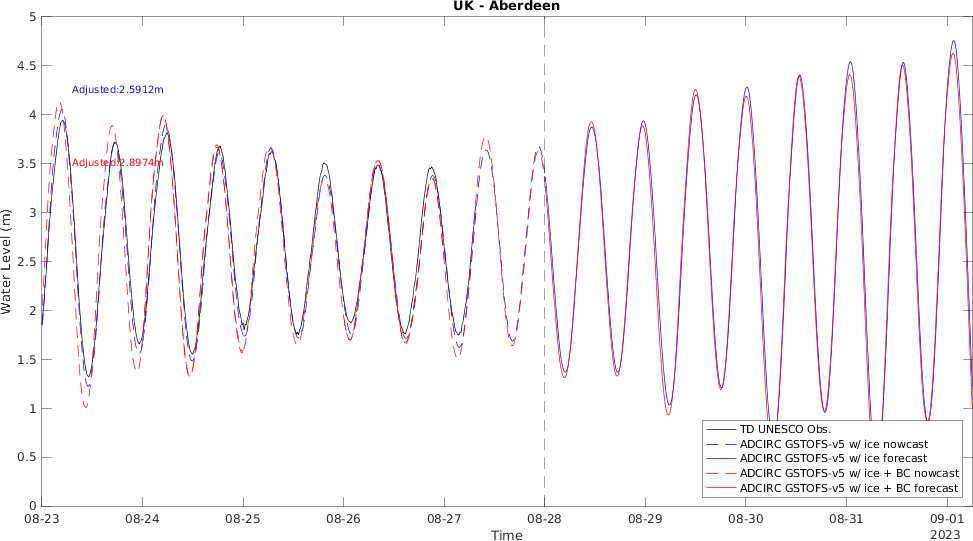 UK - Aberdeen
5
4.5
Adjusted:2.5912m
4
3.5
Adjusted:2.8974m
3
2.5
2
1.5
1
0.5
0
Water Level (m)
TD UNESCO Obs.
ADCIRC GSTOFS-v5 w/ ice nowcast
ADCIRC GSTOFS-v5 w/ ice forecast
ADCIRC GSTOFS-v5 w/ ice + BC nowcast
ADCIRC GSTOFS-v5 w/ ice + BC forecast
08-23 08-24 08-25 08-26 08-27 08-28 08-29 08-30 08-31 09-01
2023
Time